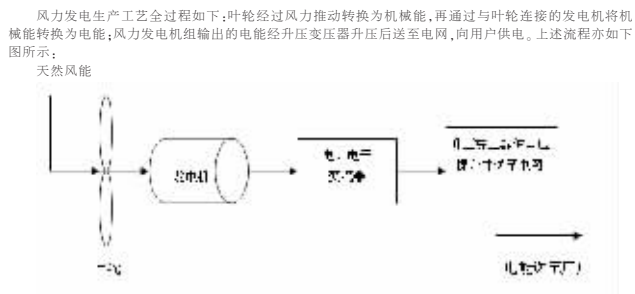 风力发电生产工艺全过程如下:叶轮经过风力推动转换为机械能,再通过与叶轮连接的发电机将机
械能转换为电能;风力发电机组输出的电能经升压变压器升压后送至电网,向用户供电。上述流程亦如下
图所示:
天然风能
发电机